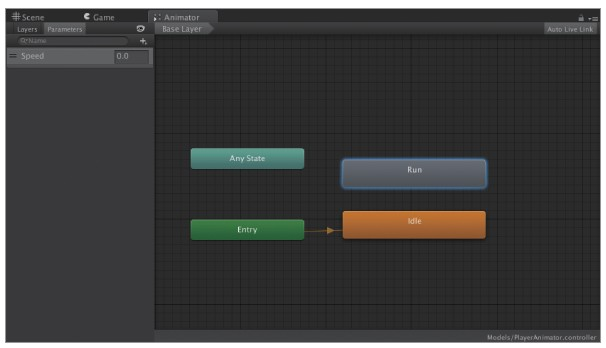 Scene Game Animator
Layers Parameters Base Layer Auto Live Link
Name
Speed 0.0
Any State
Run
Idle
Entry
Models/PlayerAnimator.controller